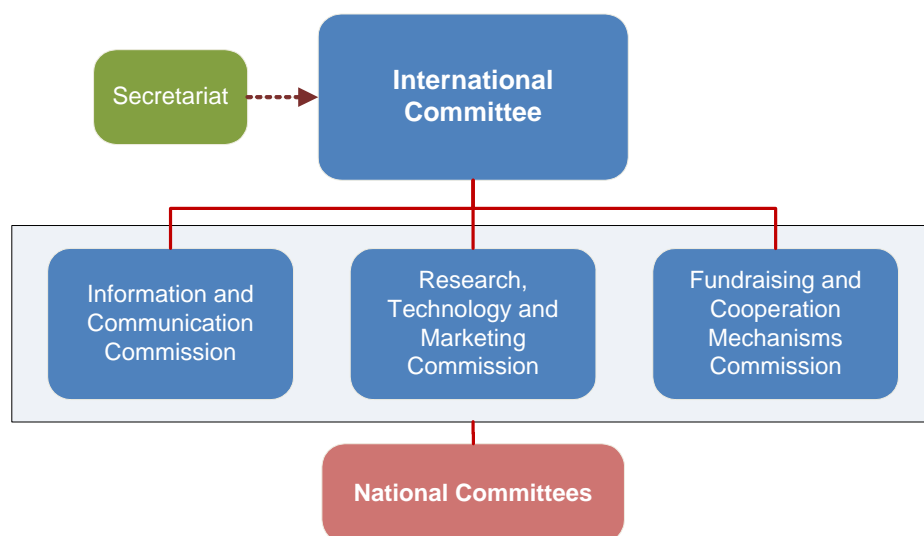 Secretariat
International
Committee
Information and
Communication
Commission
Research,
Technology and
Marketing
Commission
Fundraising and
Cooperation
Mechanisms
Commission
National Committees